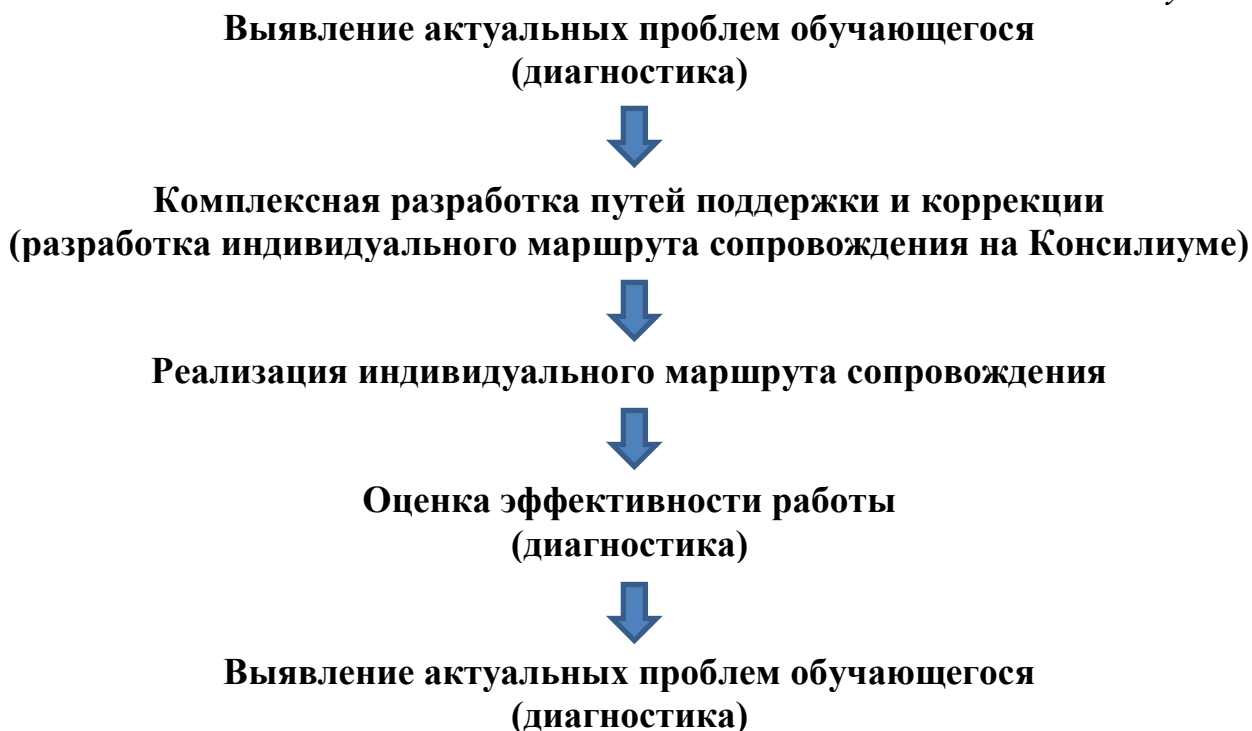 Выявление актуальных проблем обучающегося
(диагностика)
Комплексная разработка путей поддержки и коррекции
(разработка индивидуального маршрута сопровождения на Консилиуме)
Реализация индивидуального маршрута сопровождения
Оценка эффективности работы
(диагностика)
Выявление актуальных проблем обучающегося
(диагностика)